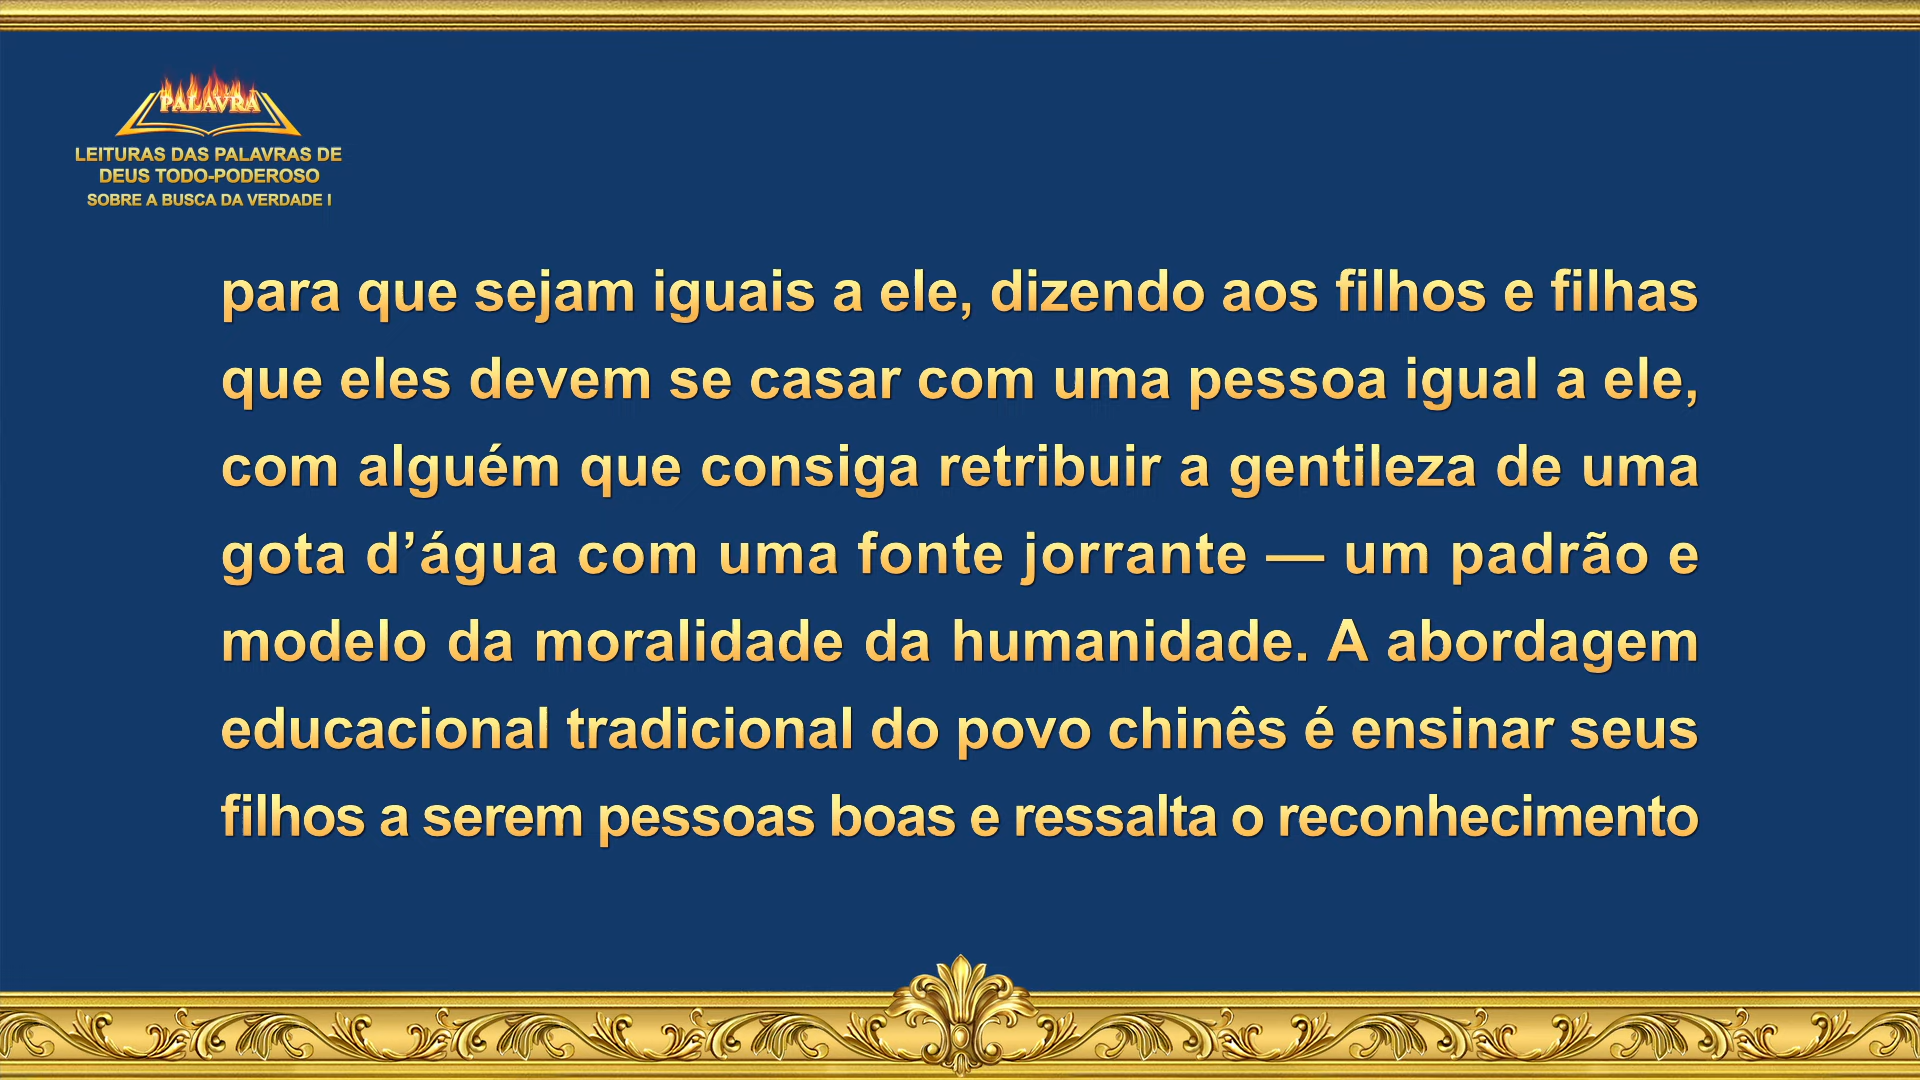 PALAVRA
LEITURAS DAS PALAVRAS DE
DEUS TODO-PODEROSO
SOBRE A BUSCA DA VERDADE I
para que sejam iguais a ele, dizendo aos filhos e filhas
que eles devem se casar com uma pessoa igual a ele,
com alguém que consiga retribuir a gentileza de uma
gota d’água com uma fonte jorrante — um padrão e
modelo da moralidade da humanidade. A abordagem
educacional tradicional do povo chinês é ensinar seus
filhos a serem pessoas boas e ressalta o reconhecimento